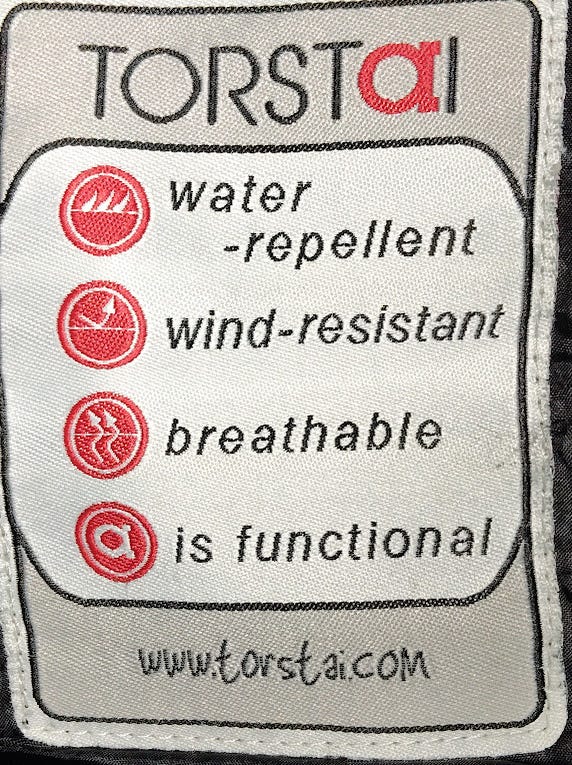 TORSTaI
water
-repellent
wind-resistant
breathable
a is functional
www.torstai.com